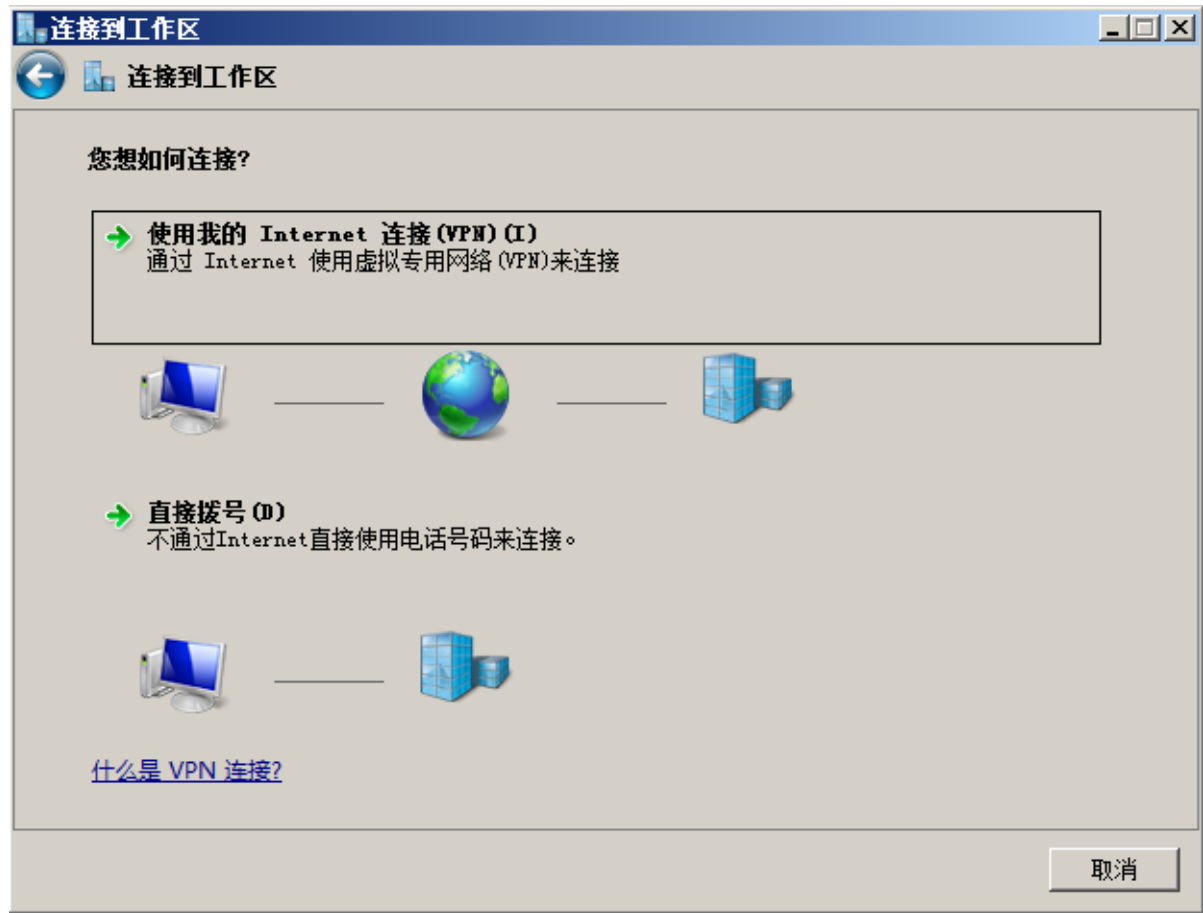 连接到工作区
连接到工作区
您想如何连接?
使用我的 Internet 连接(VPN)(I)
通过 Internet 使用虚拟专用网络(VPN)来连接
直接拨号(D)
不通过Internet直接使用电话号码来连接。
什么是 VPN 连接?
取消